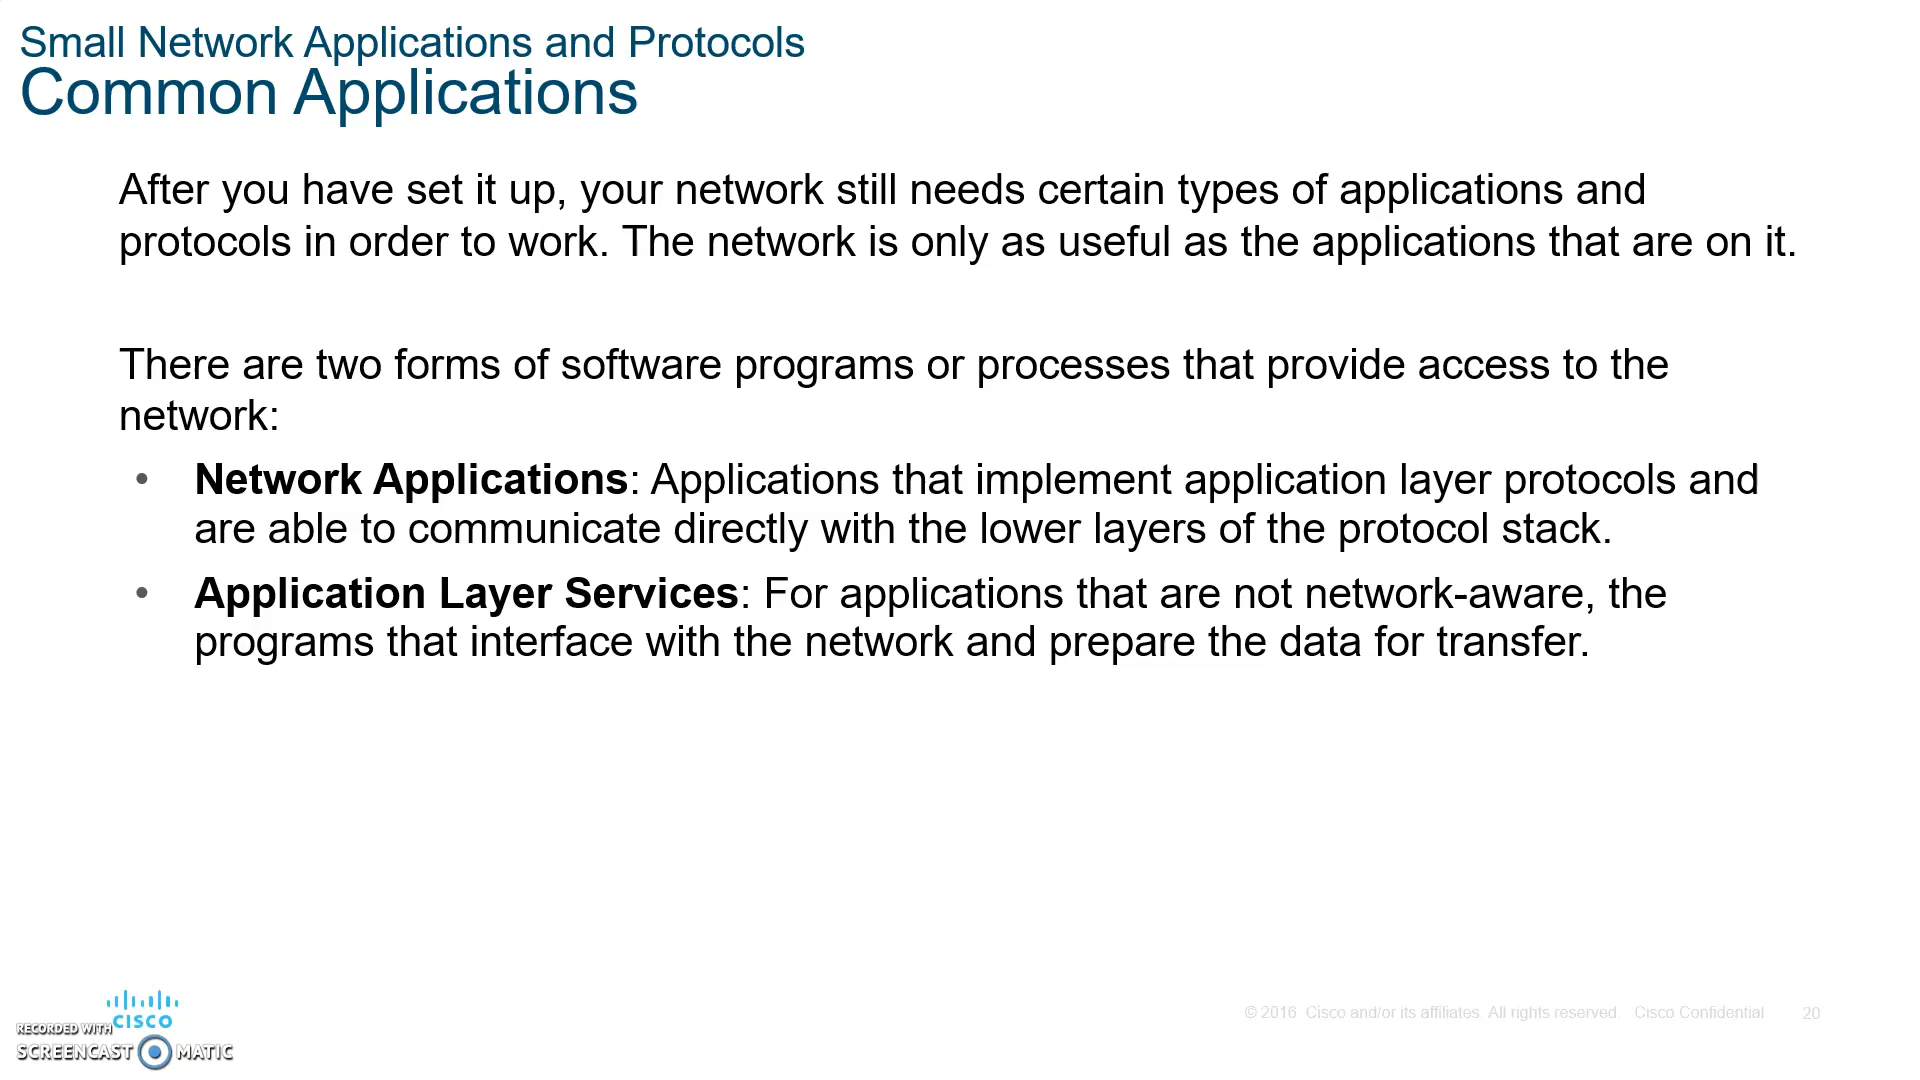 Small Network Applications and Protocols
Common Applications
After you have set it up, your network still needs certain types of applications and
protocols in order to work. The network is only as useful as the applications that are on it.
There are two forms of software programs or processes that provide access to the
network:
• Network Applications: Applications that implement application layer protocols and
are able to communicate directly with the lower layers of the protocol stack.
• Application Layer Services: For applications that are not network-aware, the
programs that interface with the network and prepare the data for transfer.
CISCO
RECORDED WITH
SCREENCAST MATIC
© 2016 Cisco and/or its affiliates. All rights reserved. Cisco Confidential 20